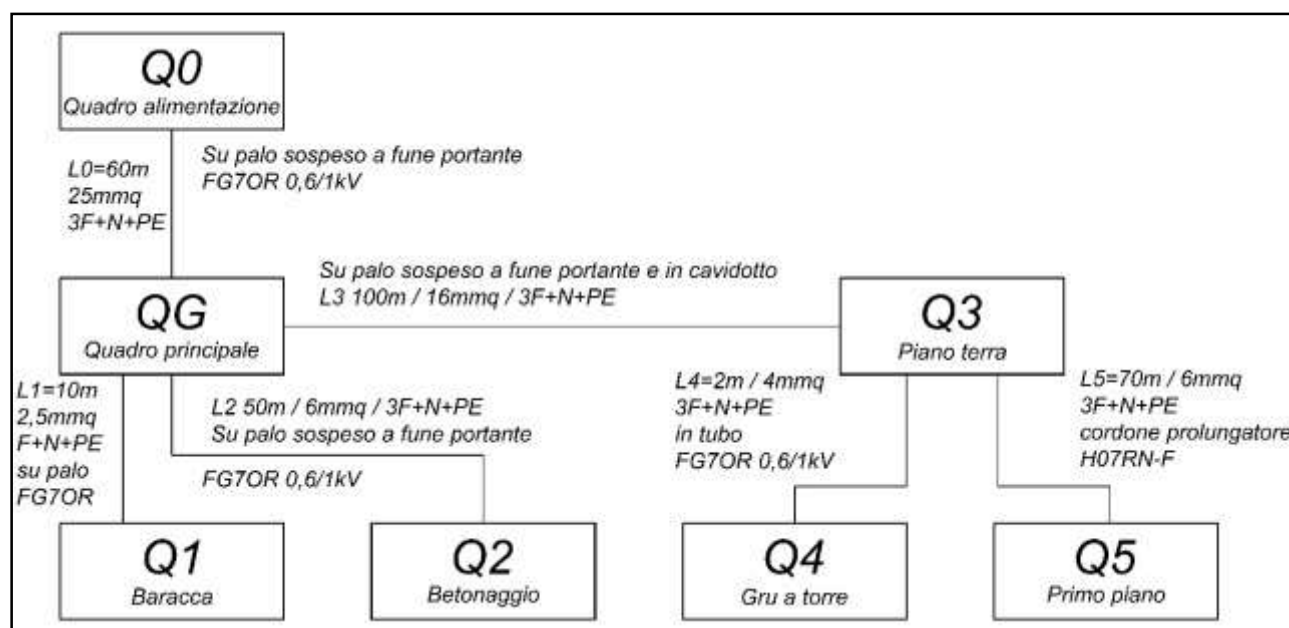 Q0
Quadro alimentazione
L0=60m
25mmq
3F+N+PE
Su palo sospeso a fune portante
FG7OR 0,6/1kV
QG
Quadro principale
Su palo sospeso a fune portante e in cavidotto
L3 100m / 16mmq / 3F+N+PE
Q3
Piano terra
L1=10m
2,5mmq
F+N+PE
su palo
FG7OR
L2 50m / 6mmq / 3F+N+PE
Su palo sospeso a fune portante
FG7OR 0,6/1kV
L4=2m / 4mmq
3F+N+PE
in tubo
FG7OR 0,6/1kV
L5=70m / 6mmq
3F+N+PE
cordone prolungatore
H07RN-F
Q1
Baracca
Q2
Betonaggio
Q4
Gru a torre
Q5
Primo piano